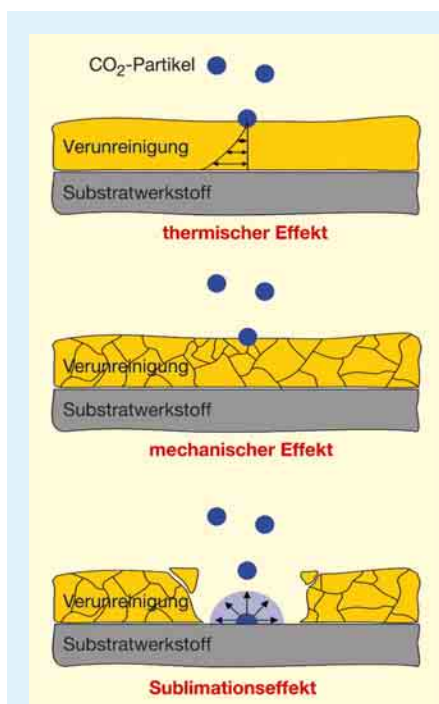 CO₂-Partikel
Verunreinigung
Substratwerkstoff
thermischer Effekt
Verunreinigung
Substratwerkstoff
mechanischer Effekt
Verunreinigung
Substratwerkstoff
Sublimationseffekt